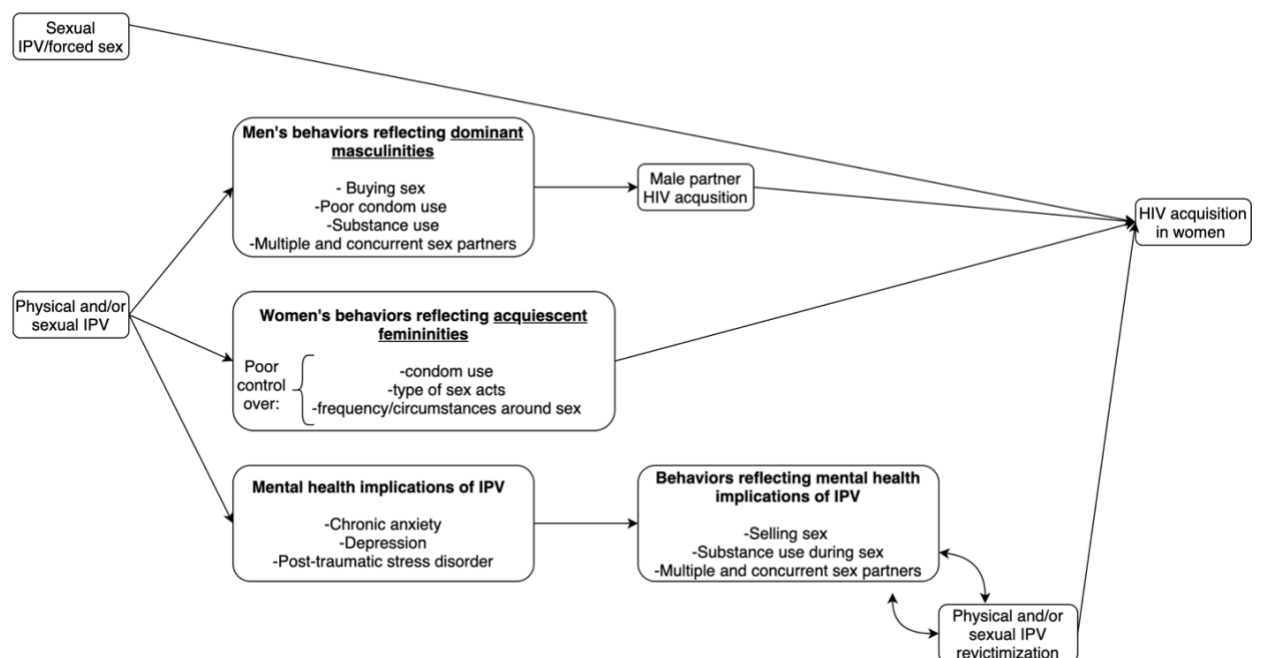 Sexual
IPV/forced sex
Men's behaviors reflecting dominant
masculinities
- Buying sex
-Poor condom use
-Substance use
-Multiple and concurrent sex partners
Male partner
HIV acqusition
HIV acquisition
in women
Physical and/or
sexual IPV
Women's behaviors reflecting acquiescent
femininities
Poor
control
over:
-condom use
-type of sex acts
-frequency/circumstances around sex
Mental health implications of IPV
-Chronic anxiety
-Depression
-Post-traumatic stress disorder
Behaviors reflecting mental health
implications of IPV
-Selling sex
-Substance use during sex
-Multiple and concurrent sex partners
Physical and/or
sexual IPV
revictimization